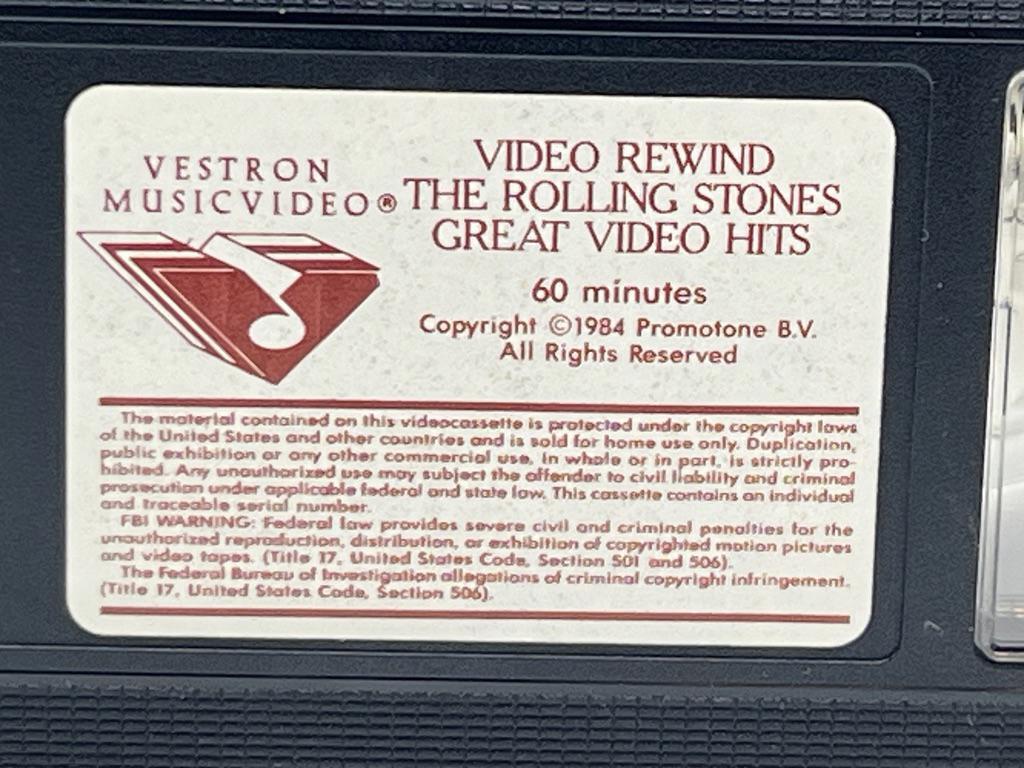 VESTRON
MUSICVIDEO®
VIDEO REWIND
THE ROLLING STONES
GREAT VIDEO HITS
60 minutes
Copyright ©1984 Promotone B.V.
All Rights Reserved
The material contained on this videocassette is protected under the copyright laws
of the United States and other countries and is sold for home use only. Duplication,
public exhibition or any other commercial use, in whole or in part, is strictly pro-
hibited. Any unauthorized use may subject the offender to civil liability and criminal
prosecution under applicable federal and state law. This cassette contains an individual
and traceable serial number.
FBI WARNING: Federal law provides severe civil and criminal penalties for the
unauthorized reproduction, distribution, or exhibition of copyrighted motion pictures
and video tapes. (Title 17, United States Code, Section 501 and 506).
The Federal Bureau of Investigation allegations of criminal copyright infringement.
(Title 17, United States Code, Section 506).